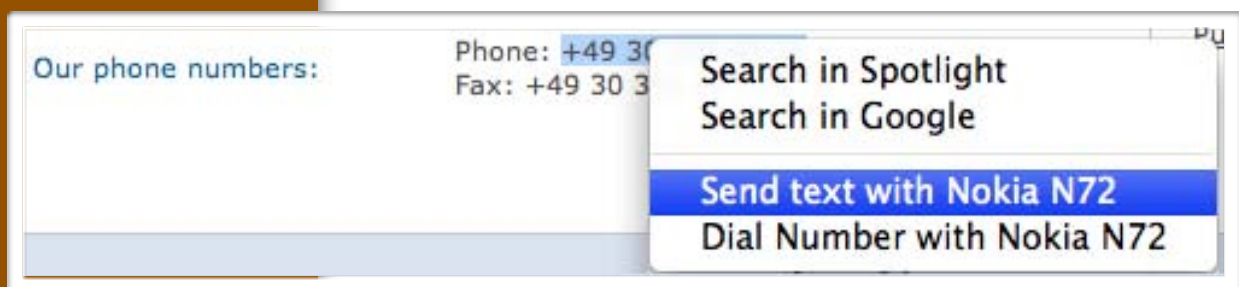 Our phone numbers:
Phone: +49 30
Fax: +49 30 3
Search in Spotlight
Search in Google
Send text with Nokia N72
Dial Number with Nokia N72